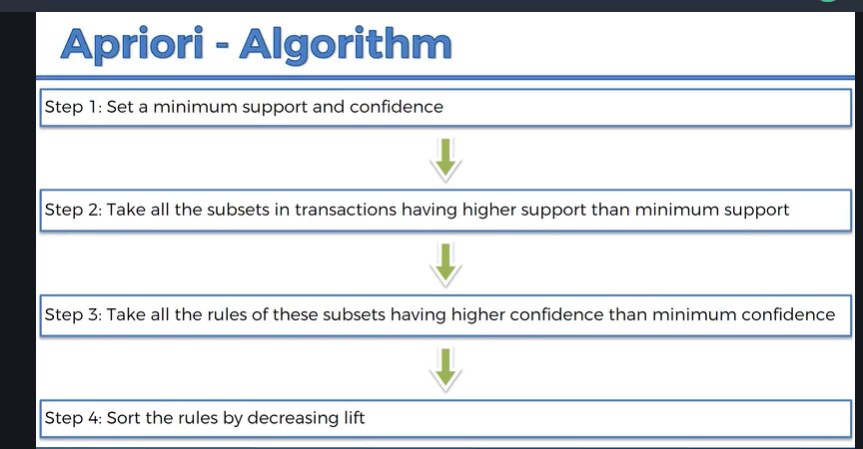 Apriori - Algorithm
Step 1: Set a minimum support and confidence
Step 2: Take all the subsets in transactions having higher support than minimum support
Step 3: Take all the rules of these subsets having higher confidence than minimum confidence
Step 4: Sort the rules by decreasing lift